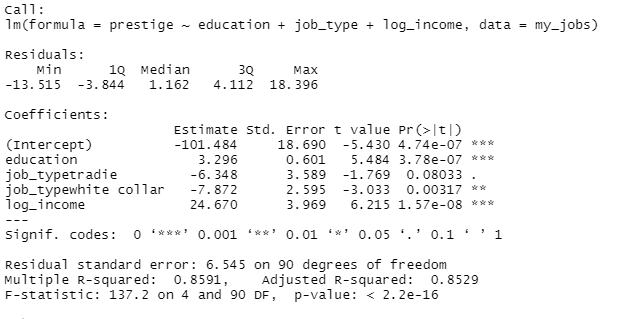 Call:
lm(formula = prestige ~ education + job_type + log_income, data = my_jobs)
Residuals:
Min 1Q Median 3Q Max
-13.515 -3.844 1.162 4.112 18.396
Coefficients:
Estimate Std. Error t value Pr(>|t|)
(Intercept) -101.484 18.690 -5.430 4.74e-07 ***
education 3.296 0.601 5.484 3.78e-07 ***
job_typetradie -6.348 3.589 -1.769 0.08033 .
job_typewhite collar -7.872 2.595 -3.033 0.00317 **
log_income 24.670 3.969 6.215 1.57e-08 ***
---
Signif. codes: 0 ‘***’ 0.001 ‘**’ 0.01 ‘*’ 0.05 ‘.’ 0.1 ‘ ’ 1
Residual standard error: 6.545 on 90 degrees of freedom
Multiple R-squared: 0.8591, Adjusted R-squared: 0.8529
F-statistic: 137.2 on 4 and 90 DF, p-value: < 2.2e-16